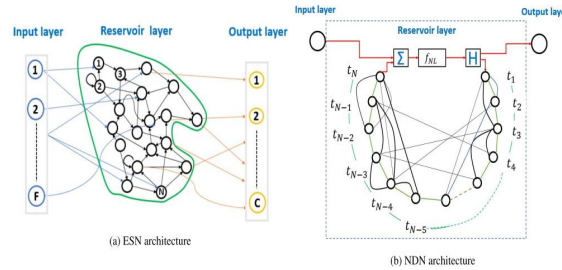 Input layer
Reservoir layer
Output layer
1
2
F
1
3
2
N
1
2
C
(a) ESN architecture
Input layer
Output laye
Reservoir layer
Σ
f_NL
H
t_N
t_N-1
t_N-2
t_N-3
t_N-4
t_N-5
t_1
t_2
t_3
t_4
(b) NDN architecture